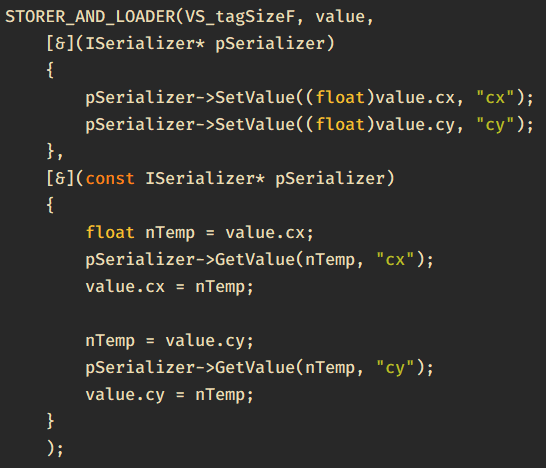 STORER_AND_LOADER(VS_tagSizeF, value,
    [&](ISerializer* pSerializer)
    {
        pSerializer->SetValue((float)value.cx, "cx");
        pSerializer->SetValue((float)value.cy, "cy");
    },
    [&](const ISerializer* pSerializer)
    {
        float nTemp = value.cx;
        pSerializer->GetValue(nTemp, "cx");
        value.cx = nTemp;

        nTemp = value.cy;
        pSerializer->GetValue(nTemp, "cy");
        value.cy = nTemp;
    }
    );